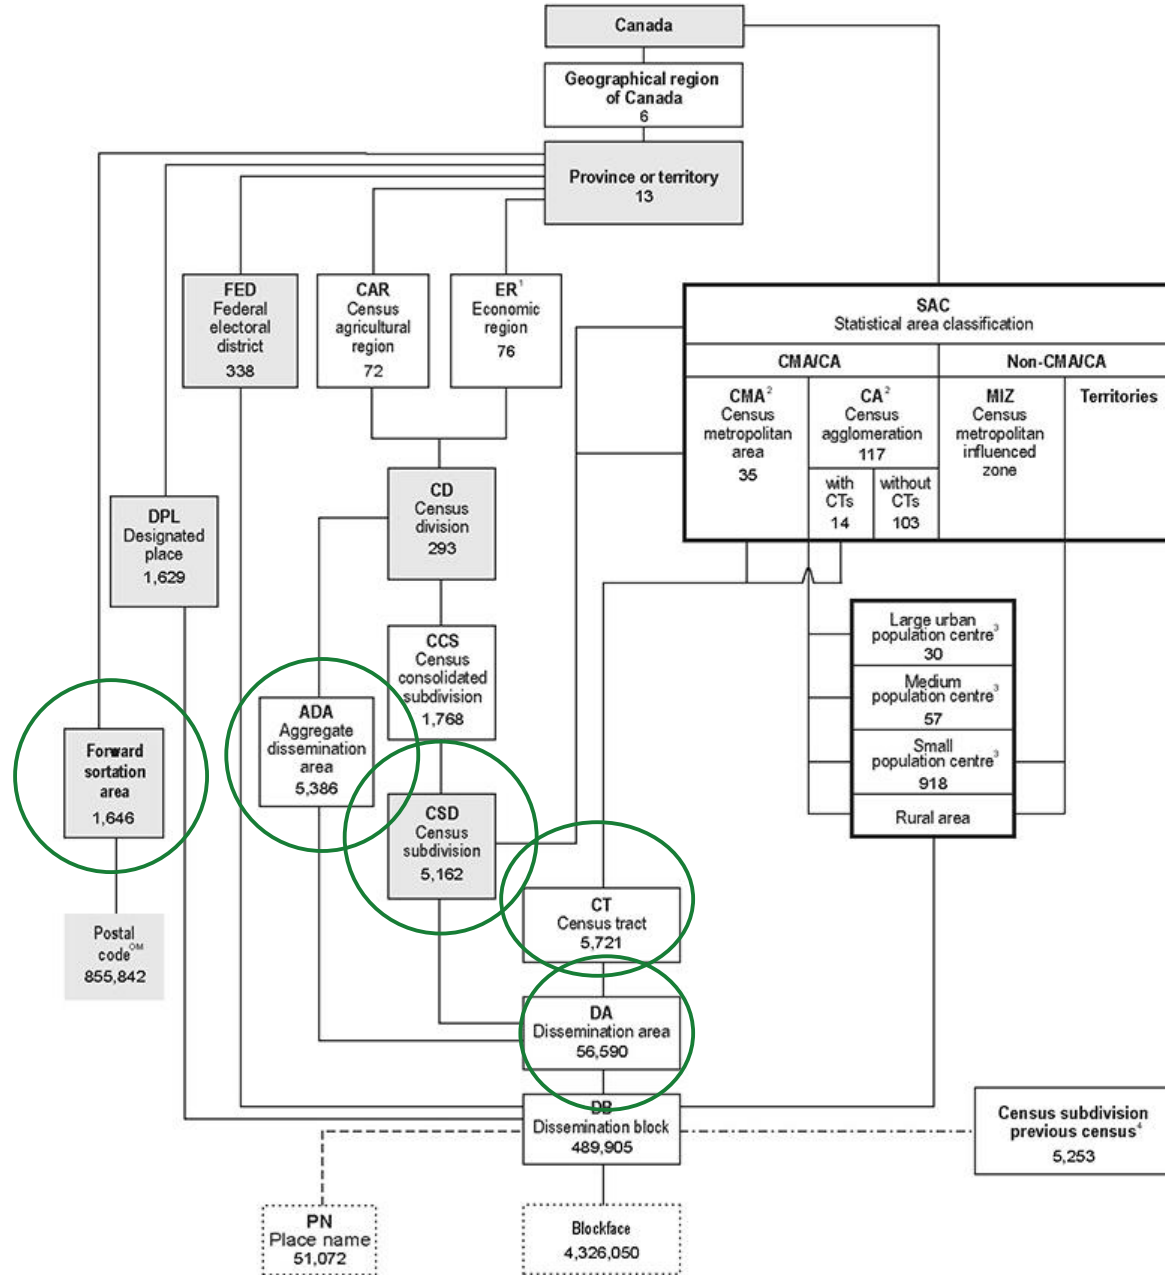 Canada
Geographical region
of Canada
6
Province or territory
13
FED
Federal
electoral
district
338
CAR
Census
agricultural
region
72
ER¹
Economic
region
76
SAC
Statistical area classification
CMA/CA
Non-CMA/CA
CMA²
Census
metropolitan
area
35
CA²
Census
agglomeration
117
with
CTs
14
without
CTs
103
MIZ
Census
metropolitan
influenced
zone
Territories
DPL
Designated
place
1,629
CD
Census
division
293
CCS
Census
consolidated
subdivision
1,768
Large urban
population centre³
30
Medium
population centre³
57
Small
population centre³
918
Rural area
Forward
sortation
area
1,646
ADA
Aggregate
dissemination
area
5,386
CSD
Census
subdivision
5,162
CT
Census tract
5,721
Postal
code^OM
855,842
DA
Dissemination area
56,590
DB
Dissemination block
489,905
Census subdivision
previous census⁴
5,253
PN
Place name
51,072
Blockface
4,326,050